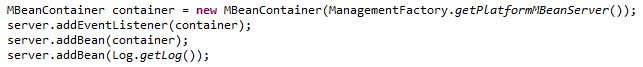 MBeanContainer container = new MBeanContainer(ManagementFactory.getPlatformMBeanServer());
server.addEventListener(container);
server.addBean(container);
server.addBean(Log.getLog());